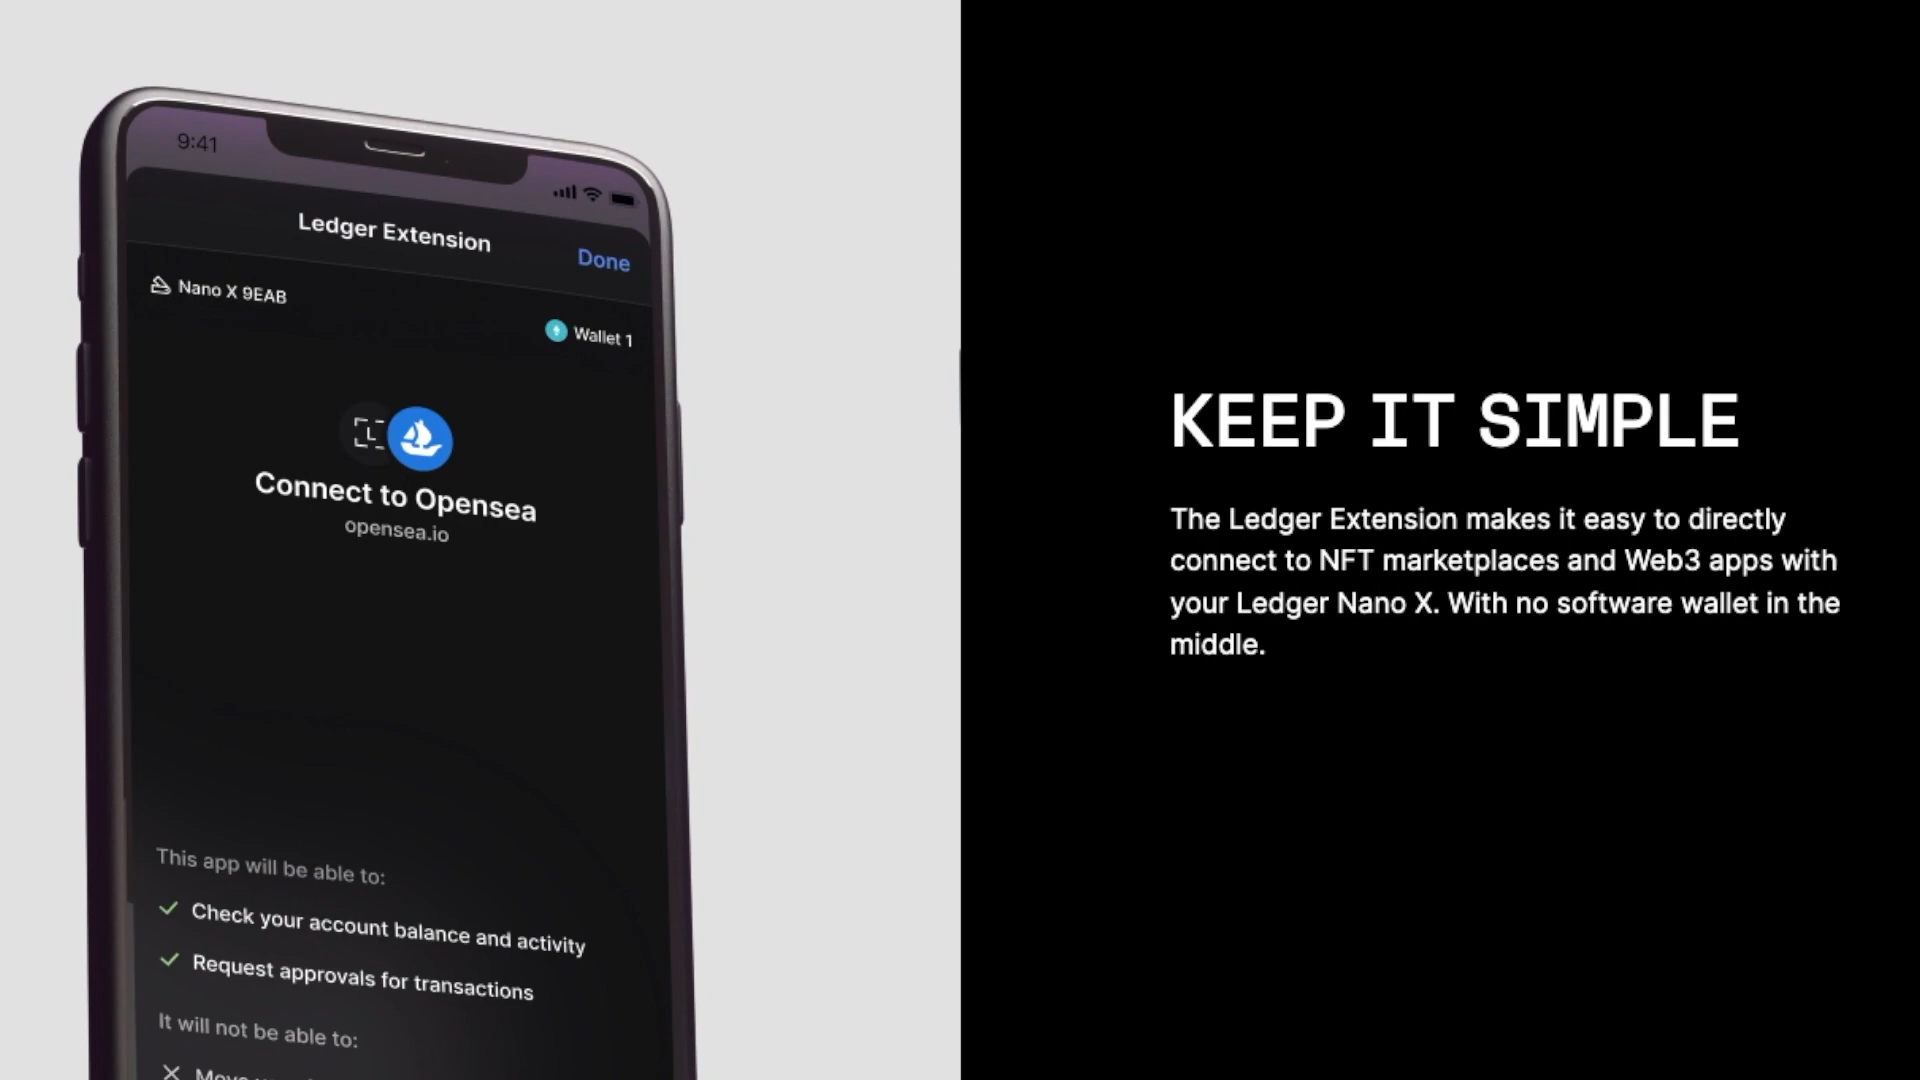 9:41
Ledger Extension
Done
Nano X 9EAB
Wallet 1
Connect to Opensea
opensea.io
This app will be able to:
Check your account balance and activity
Request approvals for transactions
It will not be able to:
KEEP IT SIMPLE
The Ledger Extension makes it easy to directly
connect to NFT marketplaces and Web3 apps with
your Ledger Nano X. With no software wallet in the
middle.